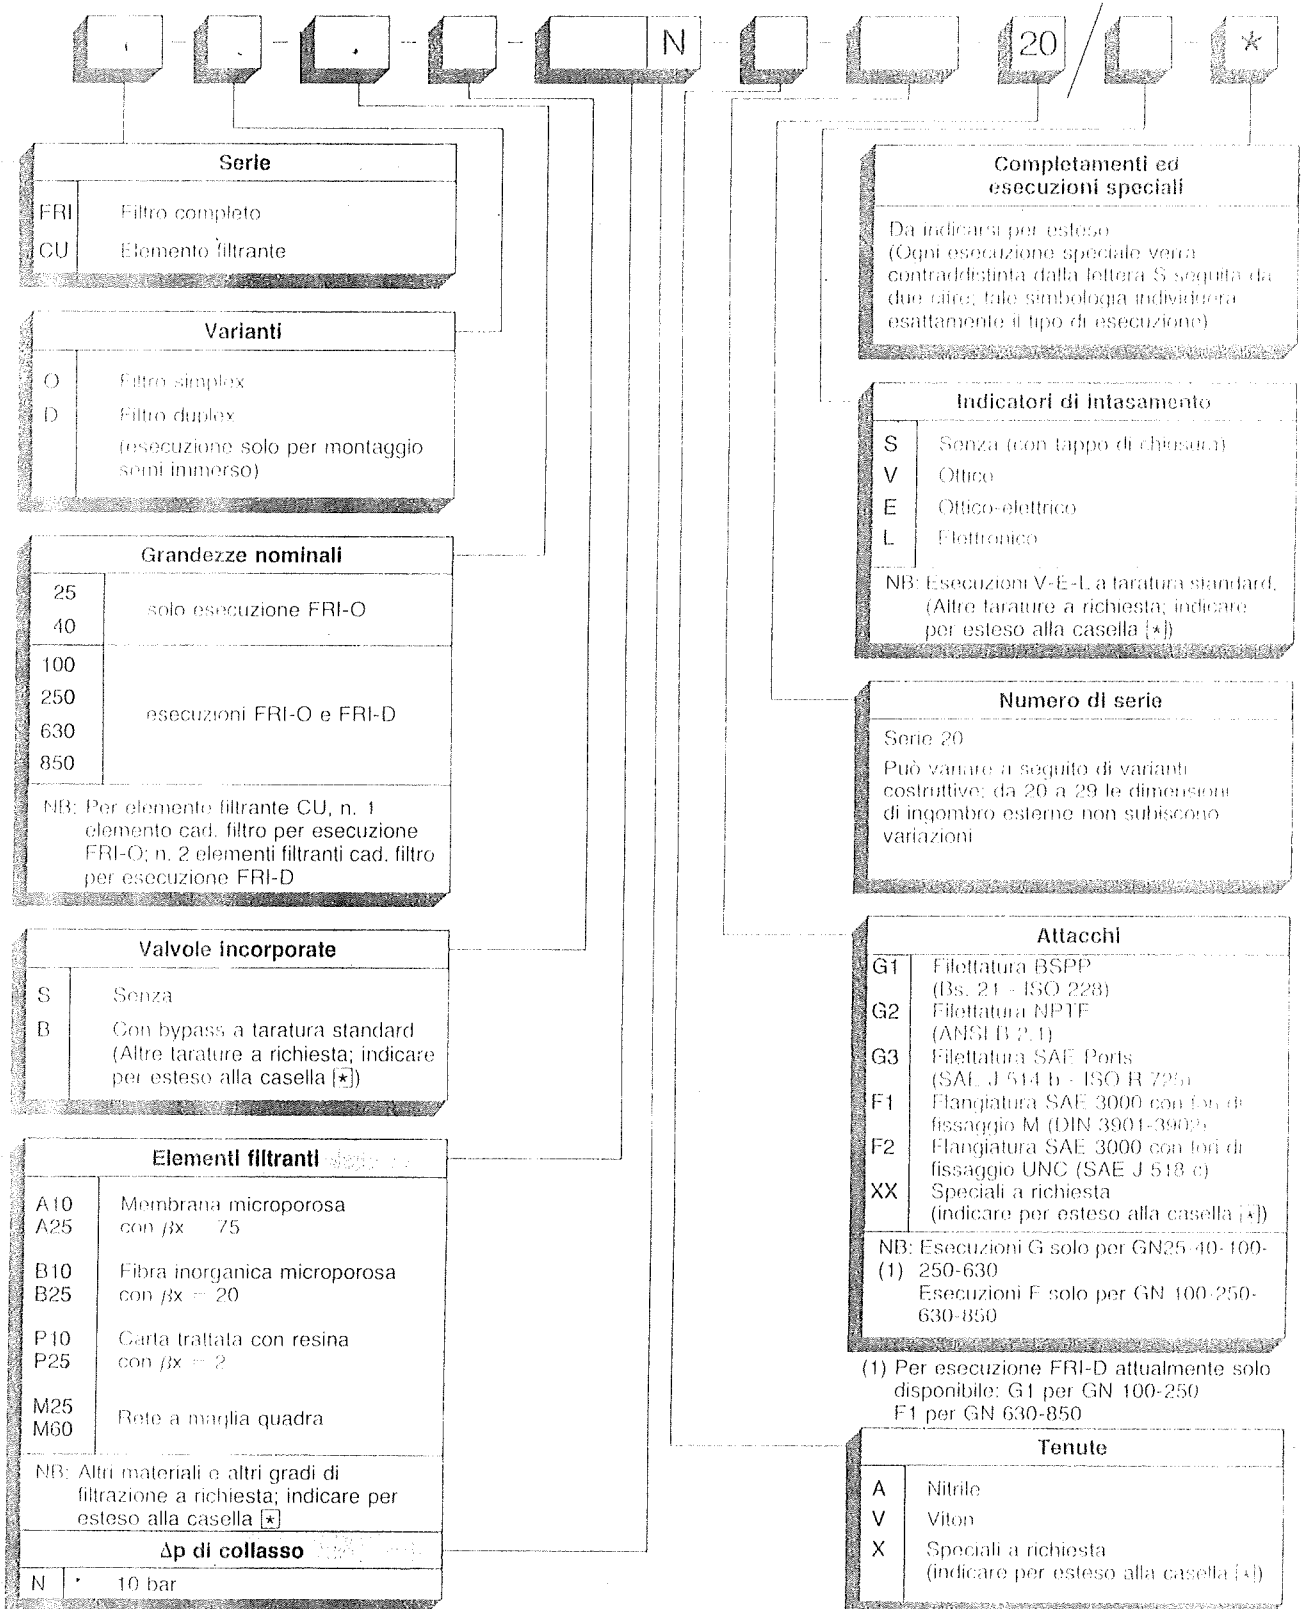 N
20
*
Serie
FRI Filtro completo
CU Elemento filtrante
Varianti
O Filtro simplex
D Filtro duplex
(esecuzione solo per montaggio
semi immerso)
Grandezze nominali
25
40
solo esecuzione FRI-O
100
250
630
850
esecuzioni FRI-O e FRI-D
NB: Per elemento filtrante CU, n. 1
elemento cad. filtro per esecuzione
FRI-O; n. 2 elementi filtranti cad. filtro
per esecuzione FRI-D
Valvole incorporate
S Senza
B Con bypass a taratura standard
(Altre tarature a richiesta; indicare
per esteso alla casella [*])
Elementi filtranti
A10 Membrana microporosa
A25 con βx = 75
B10 Fibra inorganica microporosa
B25 con βx = 20
P10 Carta trattata con resina
P25 con βx = 2
M25
M60
Rete a maglia quadra
NB: Altri materiali e altri gradi di
filtrazione a richiesta; indicare per
esteso alla casella [*]
Δp di collasso
N 10 bar
Completamenti ed
esecuzioni speciali
Da indicarsi per esteso
(Ogni esecuzione speciale verrà
contraddistinta dalla lettera S seguita da
due cifre; tale simbologia individuerà
esattamente il tipo di esecuzione)
Indicatori di intasamento
S Senza (con tappo di chiusura)
V Ottico
E Ottico-elettrico
L Elettronico
NB: Esecuzioni V-E-L a taratura standard.
(Altre tarature a richiesta; indicare
per esteso alla casella [*])
Numero di serie
Serie 20
Può variare a seguito di varianti
costruttive; da 20 a 29 le dimensioni
di ingombro esterne non subiscono
variazioni
Attacchi
G1 Filettatura BSPP
(Bs. 21 - ISO 228)
G2 Filettatura NPTF
(ANSI B 2.1)
G3 Filettatura SAE Ports
(SAE J 514 b - ISO R 725)
F1 Flangiatura SAE 3000 con fori di
fissaggio M (DIN 3901-3902)
F2 Flangiatura SAE 3000 con fori di
fissaggio UNC (SAE J 518 c)
XX Speciali a richiesta
(indicare per esteso alla casella [*])
NB: Esecuzioni G solo per GN25-40-100-
(1) 250-630
Esecuzioni F solo per GN 100-250-
630-850
(1) Per esecuzione FRI-D attualmente solo
disponibile: G1 per GN 100-250
F1 per GN 630-850
Tenute
A Nitrile
V Viton
X Speciali a richiesta
(indicare per esteso alla casella [*])